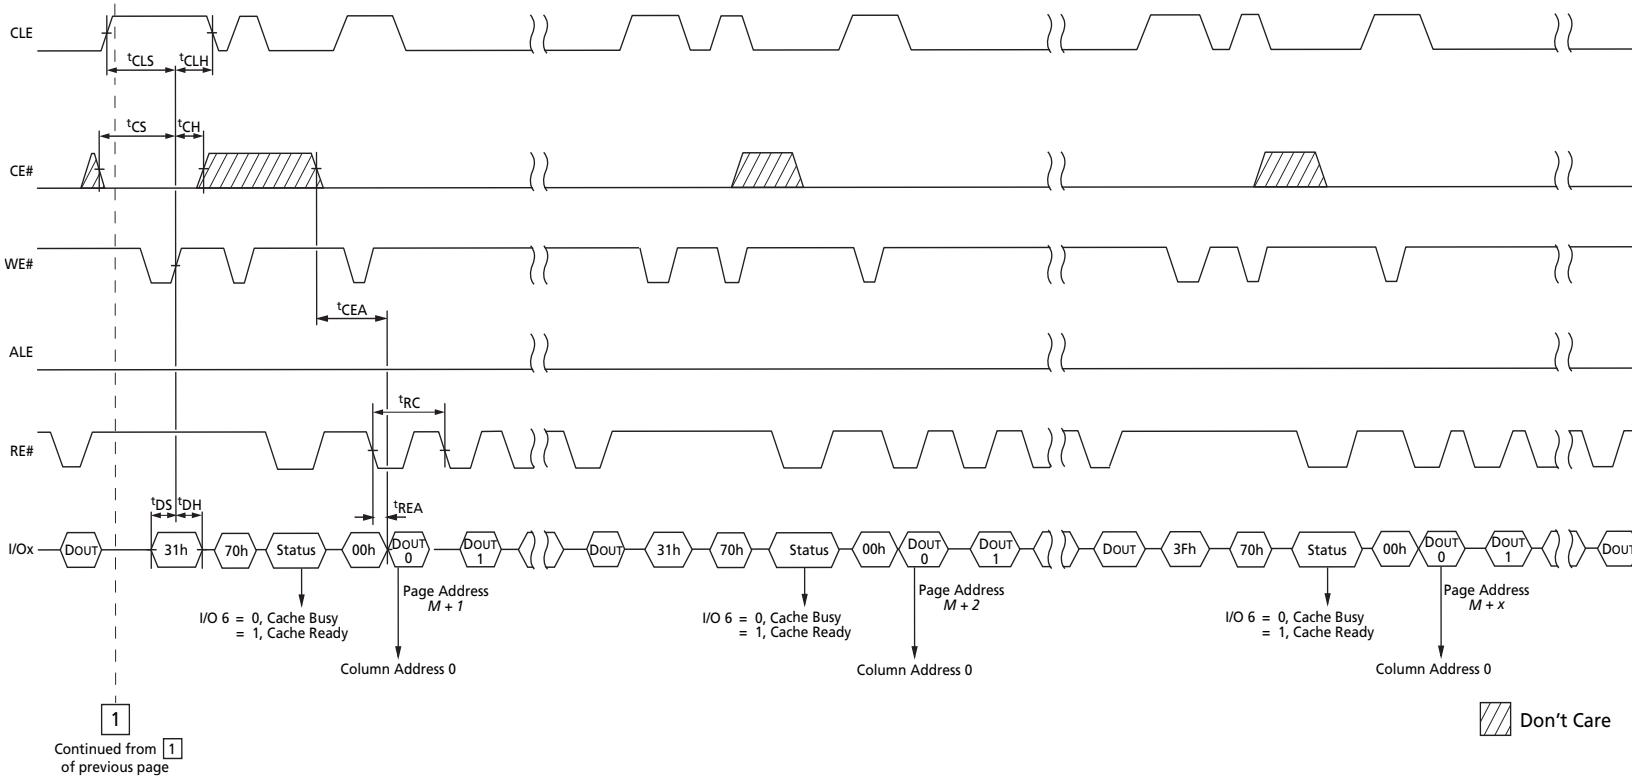 CLE
tCLS tCLH
tCS tCH
CE#
WE#
tCEA
ALE
tRC
RE#
tREA
tDS tDH
I/Ox DOUT 31h 70h Status 00h DOUT 0 DOUT 1 DOUT 31h 70h Status 00h DOUT 0 DOUT 1 DOUT 3Fh 70h Status 00h DOUT 0 DOUT 1 DOUT
Page Address
M + 1
I/O 6 = 0, Cache Busy
= 1, Cache Ready
Column Address 0
Page Address
M + 2
I/O 6 = 0, Cache Busy
= 1, Cache Ready
Column Address 0
Page Address
M + x
I/O 6 = 0, Cache Busy
= 1, Cache Ready
Column Address 0
1
Continued from 1
of previous page
Don't Care